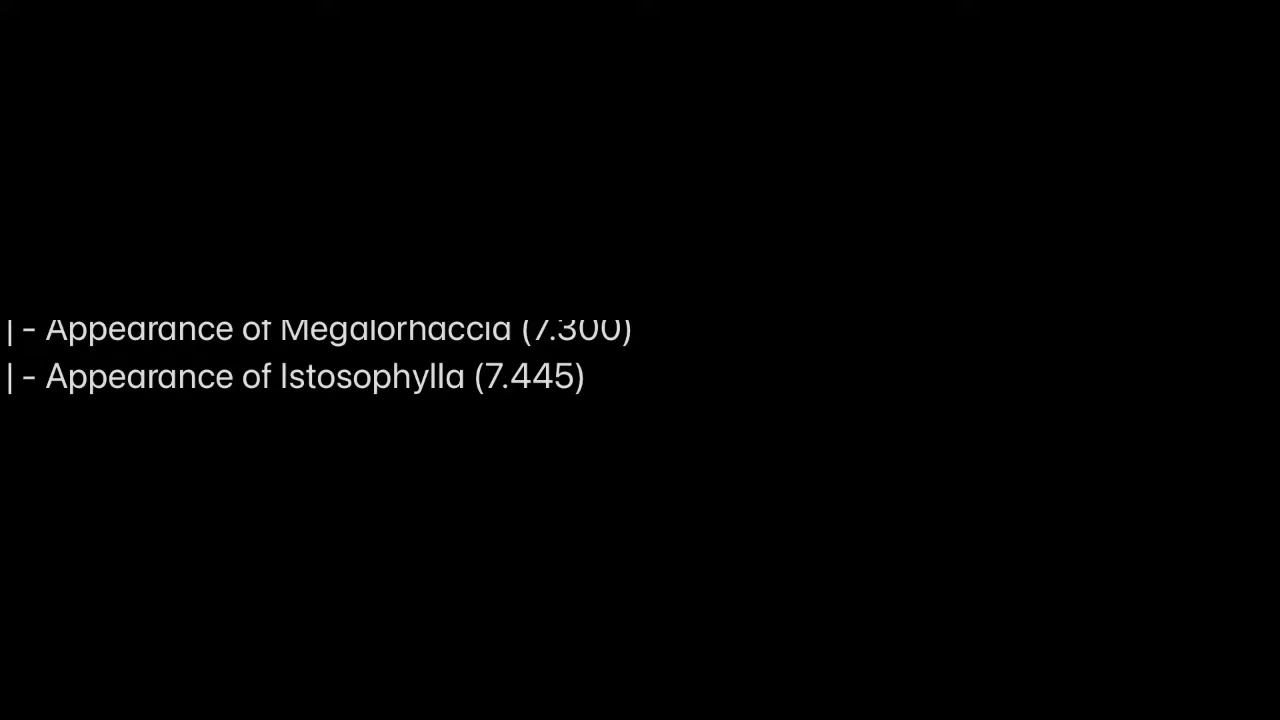 | - Appearance of Megalorhaccia (7.300)
| - Appearance of Istosophylla (7.445)